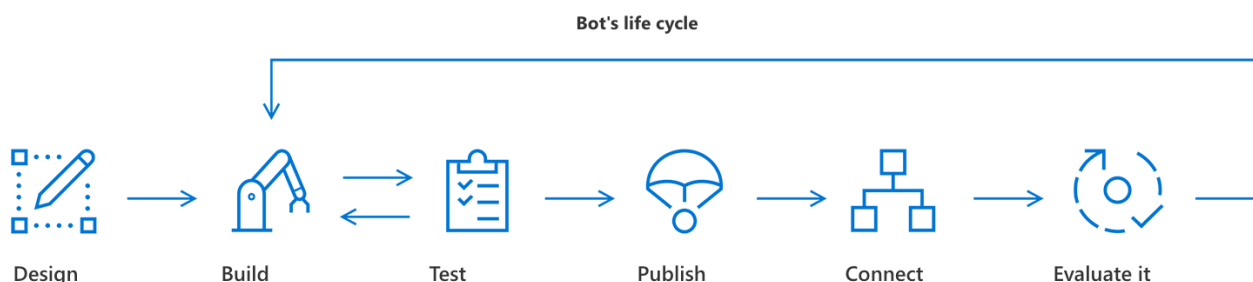 Bot's life cycle
Design
Build
Test
Publish
Connect
Evaluate it